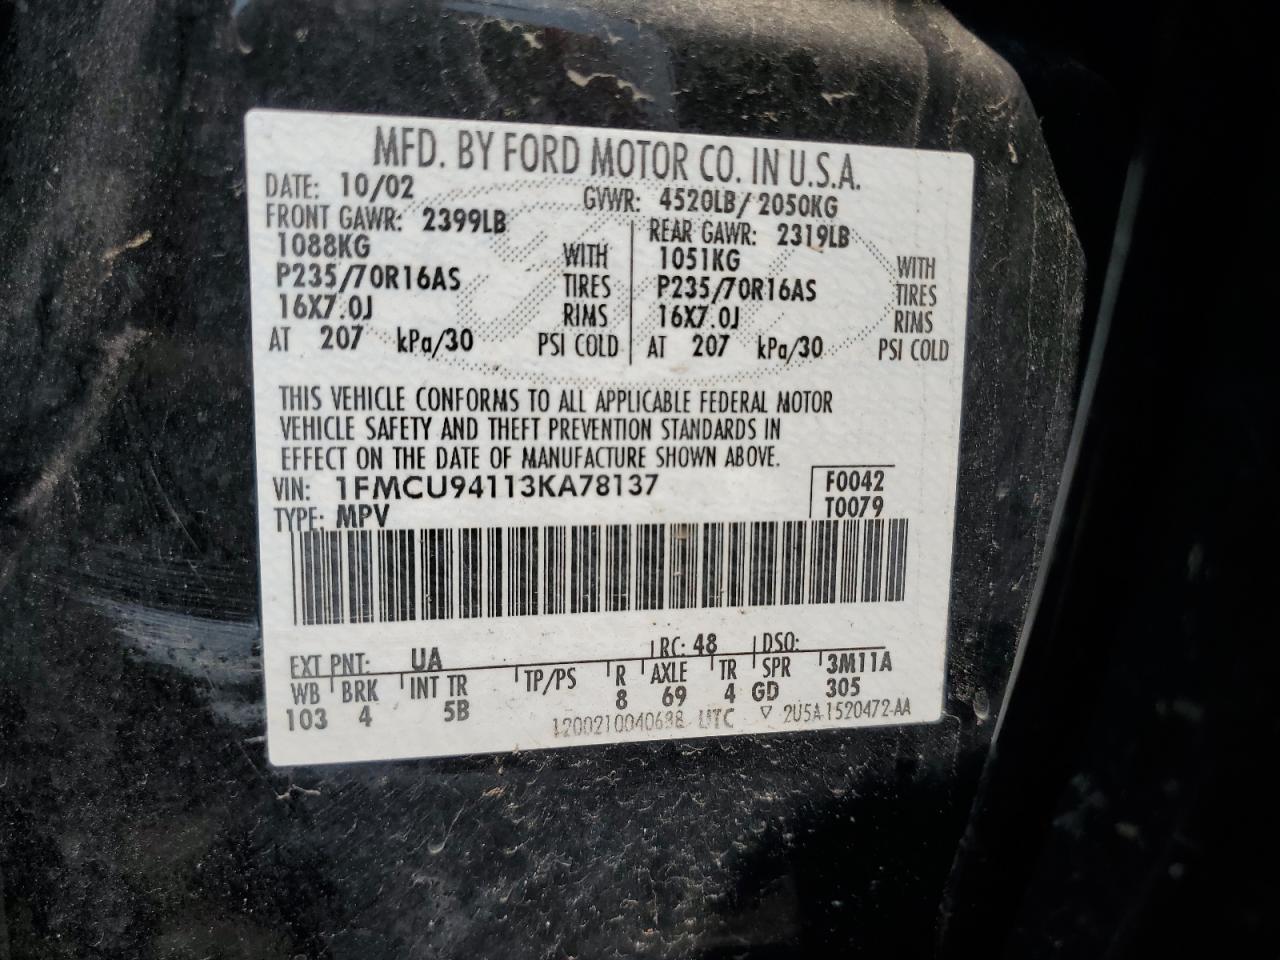 MFD. BY FORD MOTOR CO. IN U.S.A.
DATE: 10/02 GVWR: 4520LB/2050KG
FRONT GAWR: 2399LB REAR GAWR: 2319LB
1088KG WITH 1051KG WITH
P235/70R16AS TIRES P235/70R16AS TIRES
16X7.0J RIMS 16X7.0J RIMS
AT 207 kPa/30 PSI COLD AT 207 kPa/30 PSI COLD
THIS VEHICLE CONFORMS TO ALL APPLICABLE FEDERAL MOTOR
VEHICLE SAFETY AND THEFT PREVENTION STANDARDS IN
EFFECT ON THE DATE OF MANUFACTURE SHOWN ABOVE.
VIN: 1FMCU94113KA78137 F0042
TYPE: MPV T0079
EXT PNT: UA RC: 48 DSO:
WB BRK INT TR TP/PS R AXLE TR SPR 3M11A
103 4 5B 8 69 4 GD 305
UTC ▽ 2U5A-1520472-AA